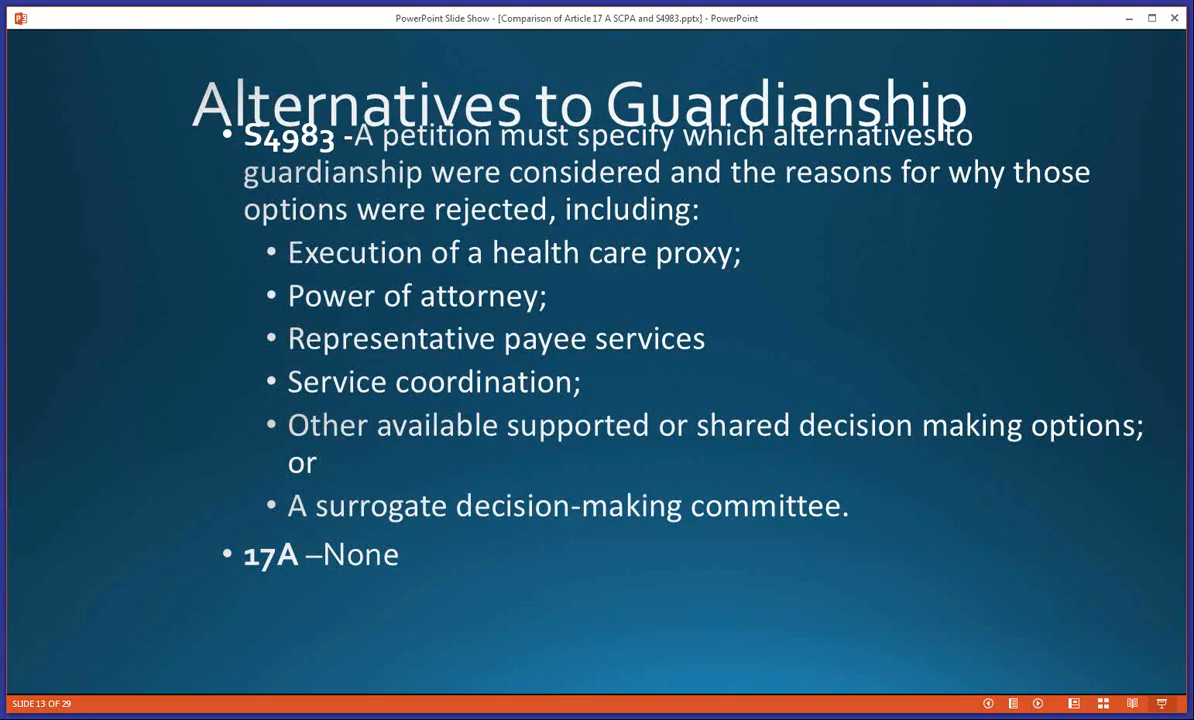 PowerPoint Slide Show - [Comparison of Article 17 A SCPA and S4983.pptx] - PowerPoint
Alternatives to Guardianship
• S4983 -A petition must specify which alternatives to
guardianship were considered and the reasons for why those
options were rejected, including:
• Execution of a health care proxy;
• Power of attorney;
• Representative payee services
• Service coordination;
• Other available supported or shared decision making options;
or
• A surrogate decision-making committee.
• 17A –None
SLIDE 13 OF 29